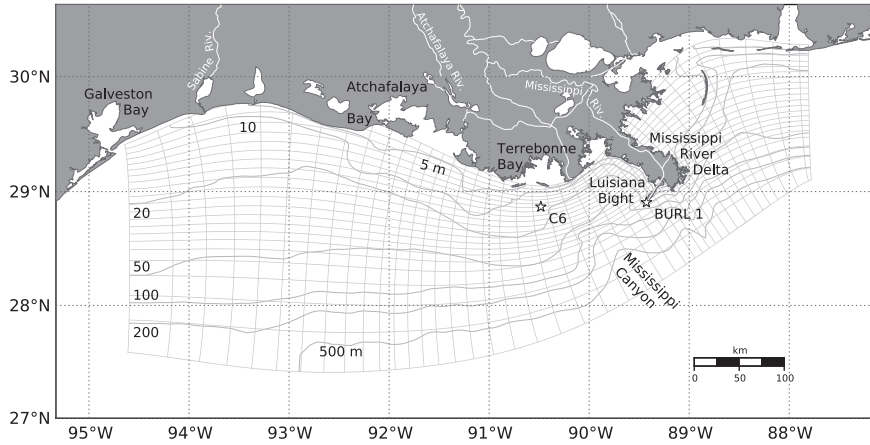 30°N
29°N
28°N
27°N
95°W
94°W
93°W
92°W
91°W
90°W
89°W
88°W
Sabine Riv.
Atchafalaya Riv.
Mississippi Riv.
Galveston
Bay
Atchafalaya
Bay
Terrebonne
Bay
Mississippi
River
Delta
Luisiana
Bight
BURL 1
C6
Mississippi
Canyon
5 m
10
20
50
100
200
500 m
km
0
50
100